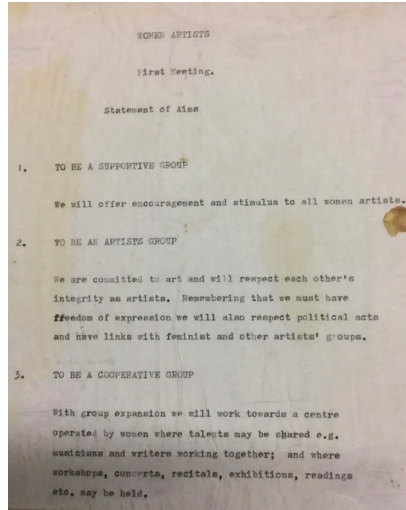 WOMEN ARTISTS
First Meeting.
Statement of Aims
1. TO BE A SUPPORTIVE GROUP
We will offer encouragement and stimulus to all women artists.
2. TO BE AN ARTISTS GROUP
We are committed to art and will respect each other's
integrity as artists. Remembering that we must have
freedom of expression we will also respect political acts
and have links with feminist and other artists' groups.
3. TO BE A COOPERATIVE GROUP
With group expansion we will work towards a centre
operated by women where talents may be shared e.g.
musicians and writers working together; and where
workshops, concerts, recitals, exhibitions, readings
etc. may be held.